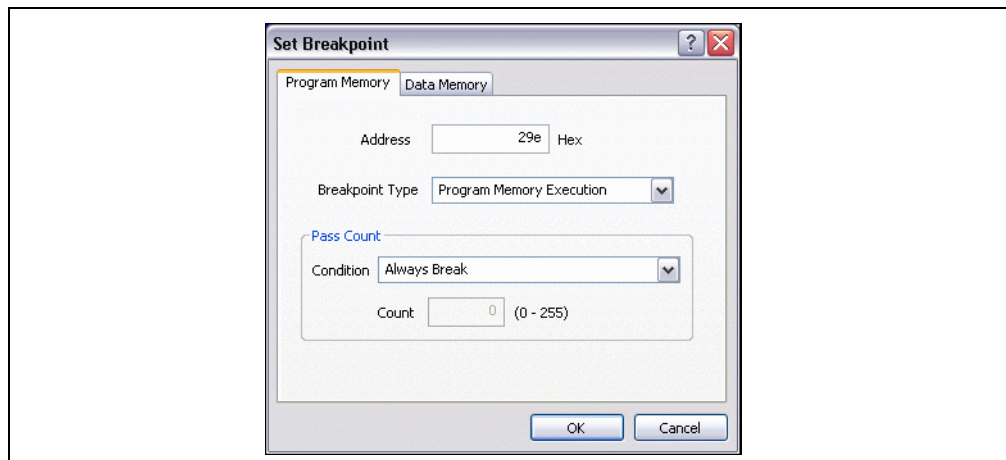 Set Breakpoint
?
Program Memory Data Memory
Address 29e Hex
Breakpoint Type Program Memory Execution
Pass Count
Condition Always Break
Count 0 (0 - 255)
OK Cancel